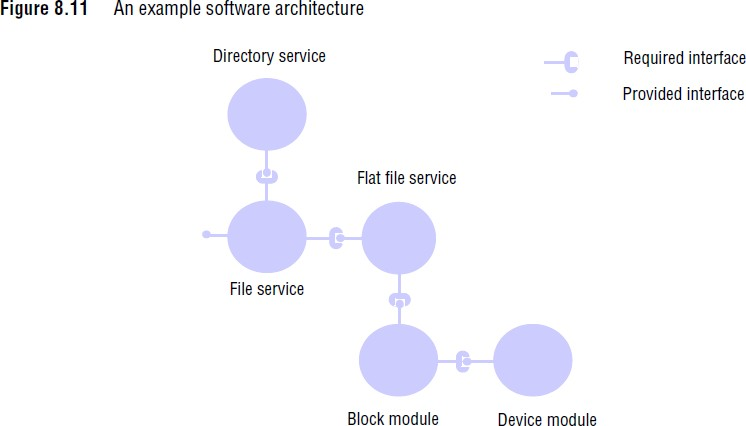 Figure 8.11 An example software architecture
Directory service
Required interface
Provided interface
Flat file service
File service
Block module
Device module